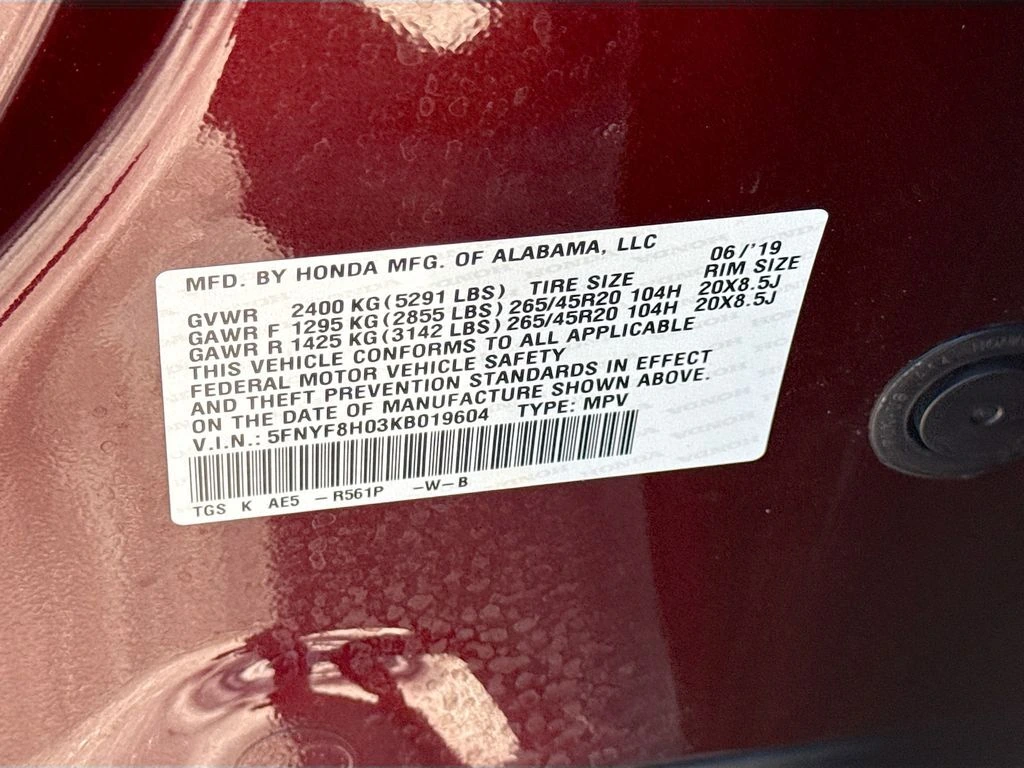 MFD. BY HONDA MFG. OF ALABAMA, LLC 06/'19
GVWR 2400 KG(5291 LBS) TIRE SIZE RIM SIZE
GAWR F 1295 KG(2855 LBS) 265/45R20 104H 20X8.5J
GAWR R 1425 KG(3142 LBS) 265/45R20 104H 20X8.5J
THIS VEHICLE CONFORMS TO ALL APPLICABLE
FEDERAL MOTOR VEHICLE SAFETY
AND THEFT PREVENTION STANDARDS IN EFFECT
ON THE DATE OF MANUFACTURE SHOWN ABOVE.
V.I.N.: 5FNYF8H03KB019604 TYPE: MPV
TGS K AE5 -R561P -W-B